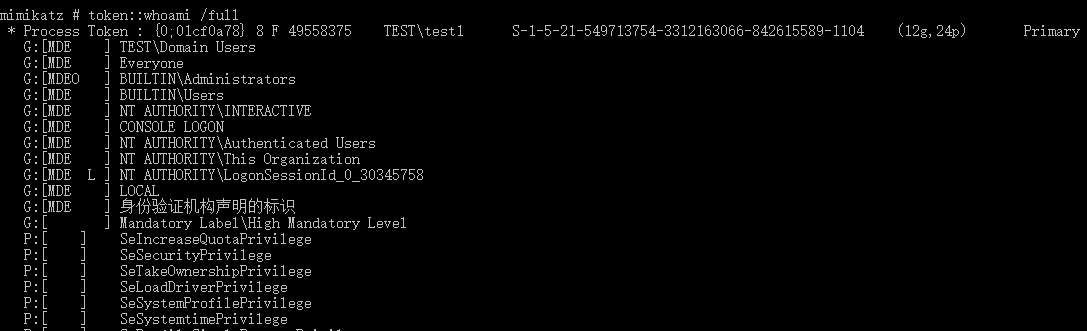 mimikatz # token::whoami /full
* Process Token : {0;01cf0a78} 8 F 49558375 TEST\test1 S-1-5-21-549713754-3312163066-842615589-1104 (12g,24p) Primary
G:[MDE ] TEST\Domain Users
G:[MDE ] Everyone
G:[MDEO ] BUILTIN\Administrators
G:[MDE ] BUILTIN\Users
G:[MDE ] NT AUTHORITY\INTERACTIVE
G:[MDE ] CONSOLE LOGON
G:[MDE ] NT AUTHORITY\Authenticated Users
G:[MDE ] NT AUTHORITY\This Organization
G:[MDE L ] NT AUTHORITY\LogonSessionId_0_30345758
G:[MDE ] LOCAL
G:[MDE ] 身份验证机构声明的标识
G:[ ] Mandatory Label\High Mandatory Level
P:[ ] SeIncreaseQuotaPrivilege
P:[ ] SeSecurityPrivilege
P:[ ] SeTakeOwnershipPrivilege
P:[ ] SeLoadDriverPrivilege
P:[ ] SeSystemProfilePrivilege
P:[ ] SeSystemtimePrivilege